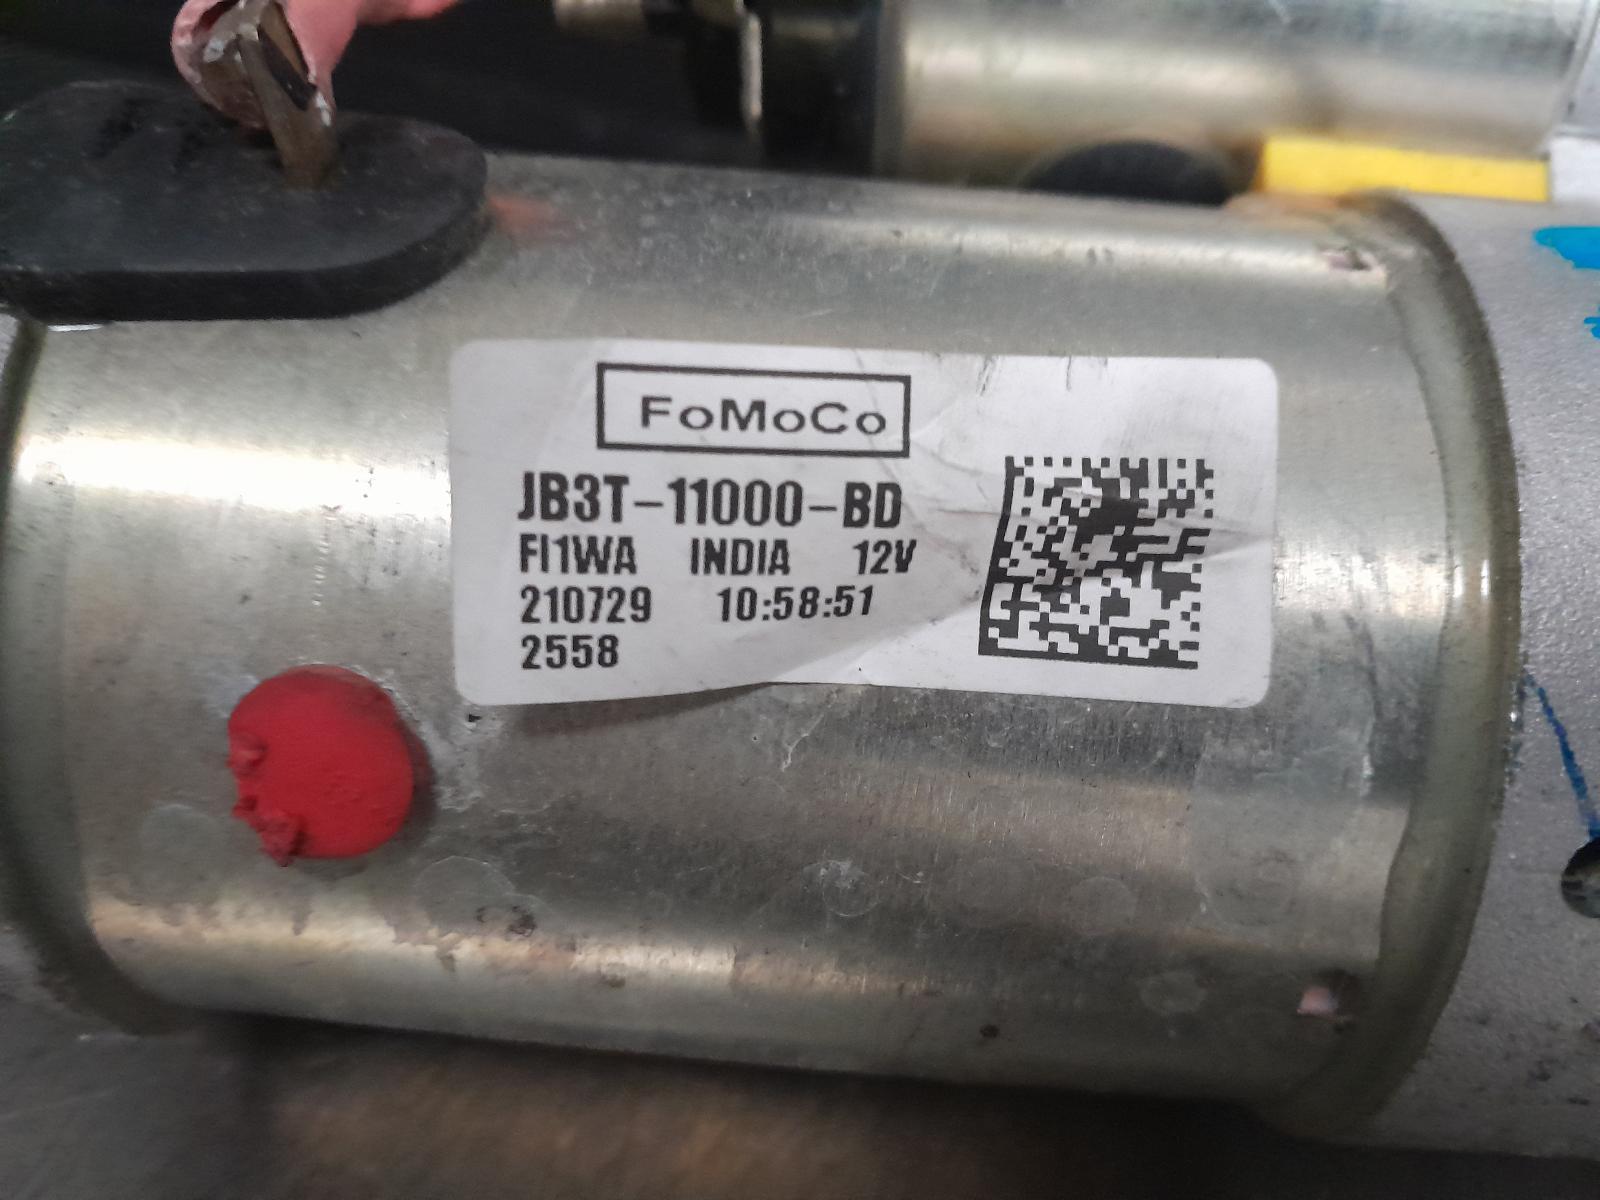 FoMoCo
JB3T-11000-BD
FI1WA INDIA 12V
210729 10:58:51
2558